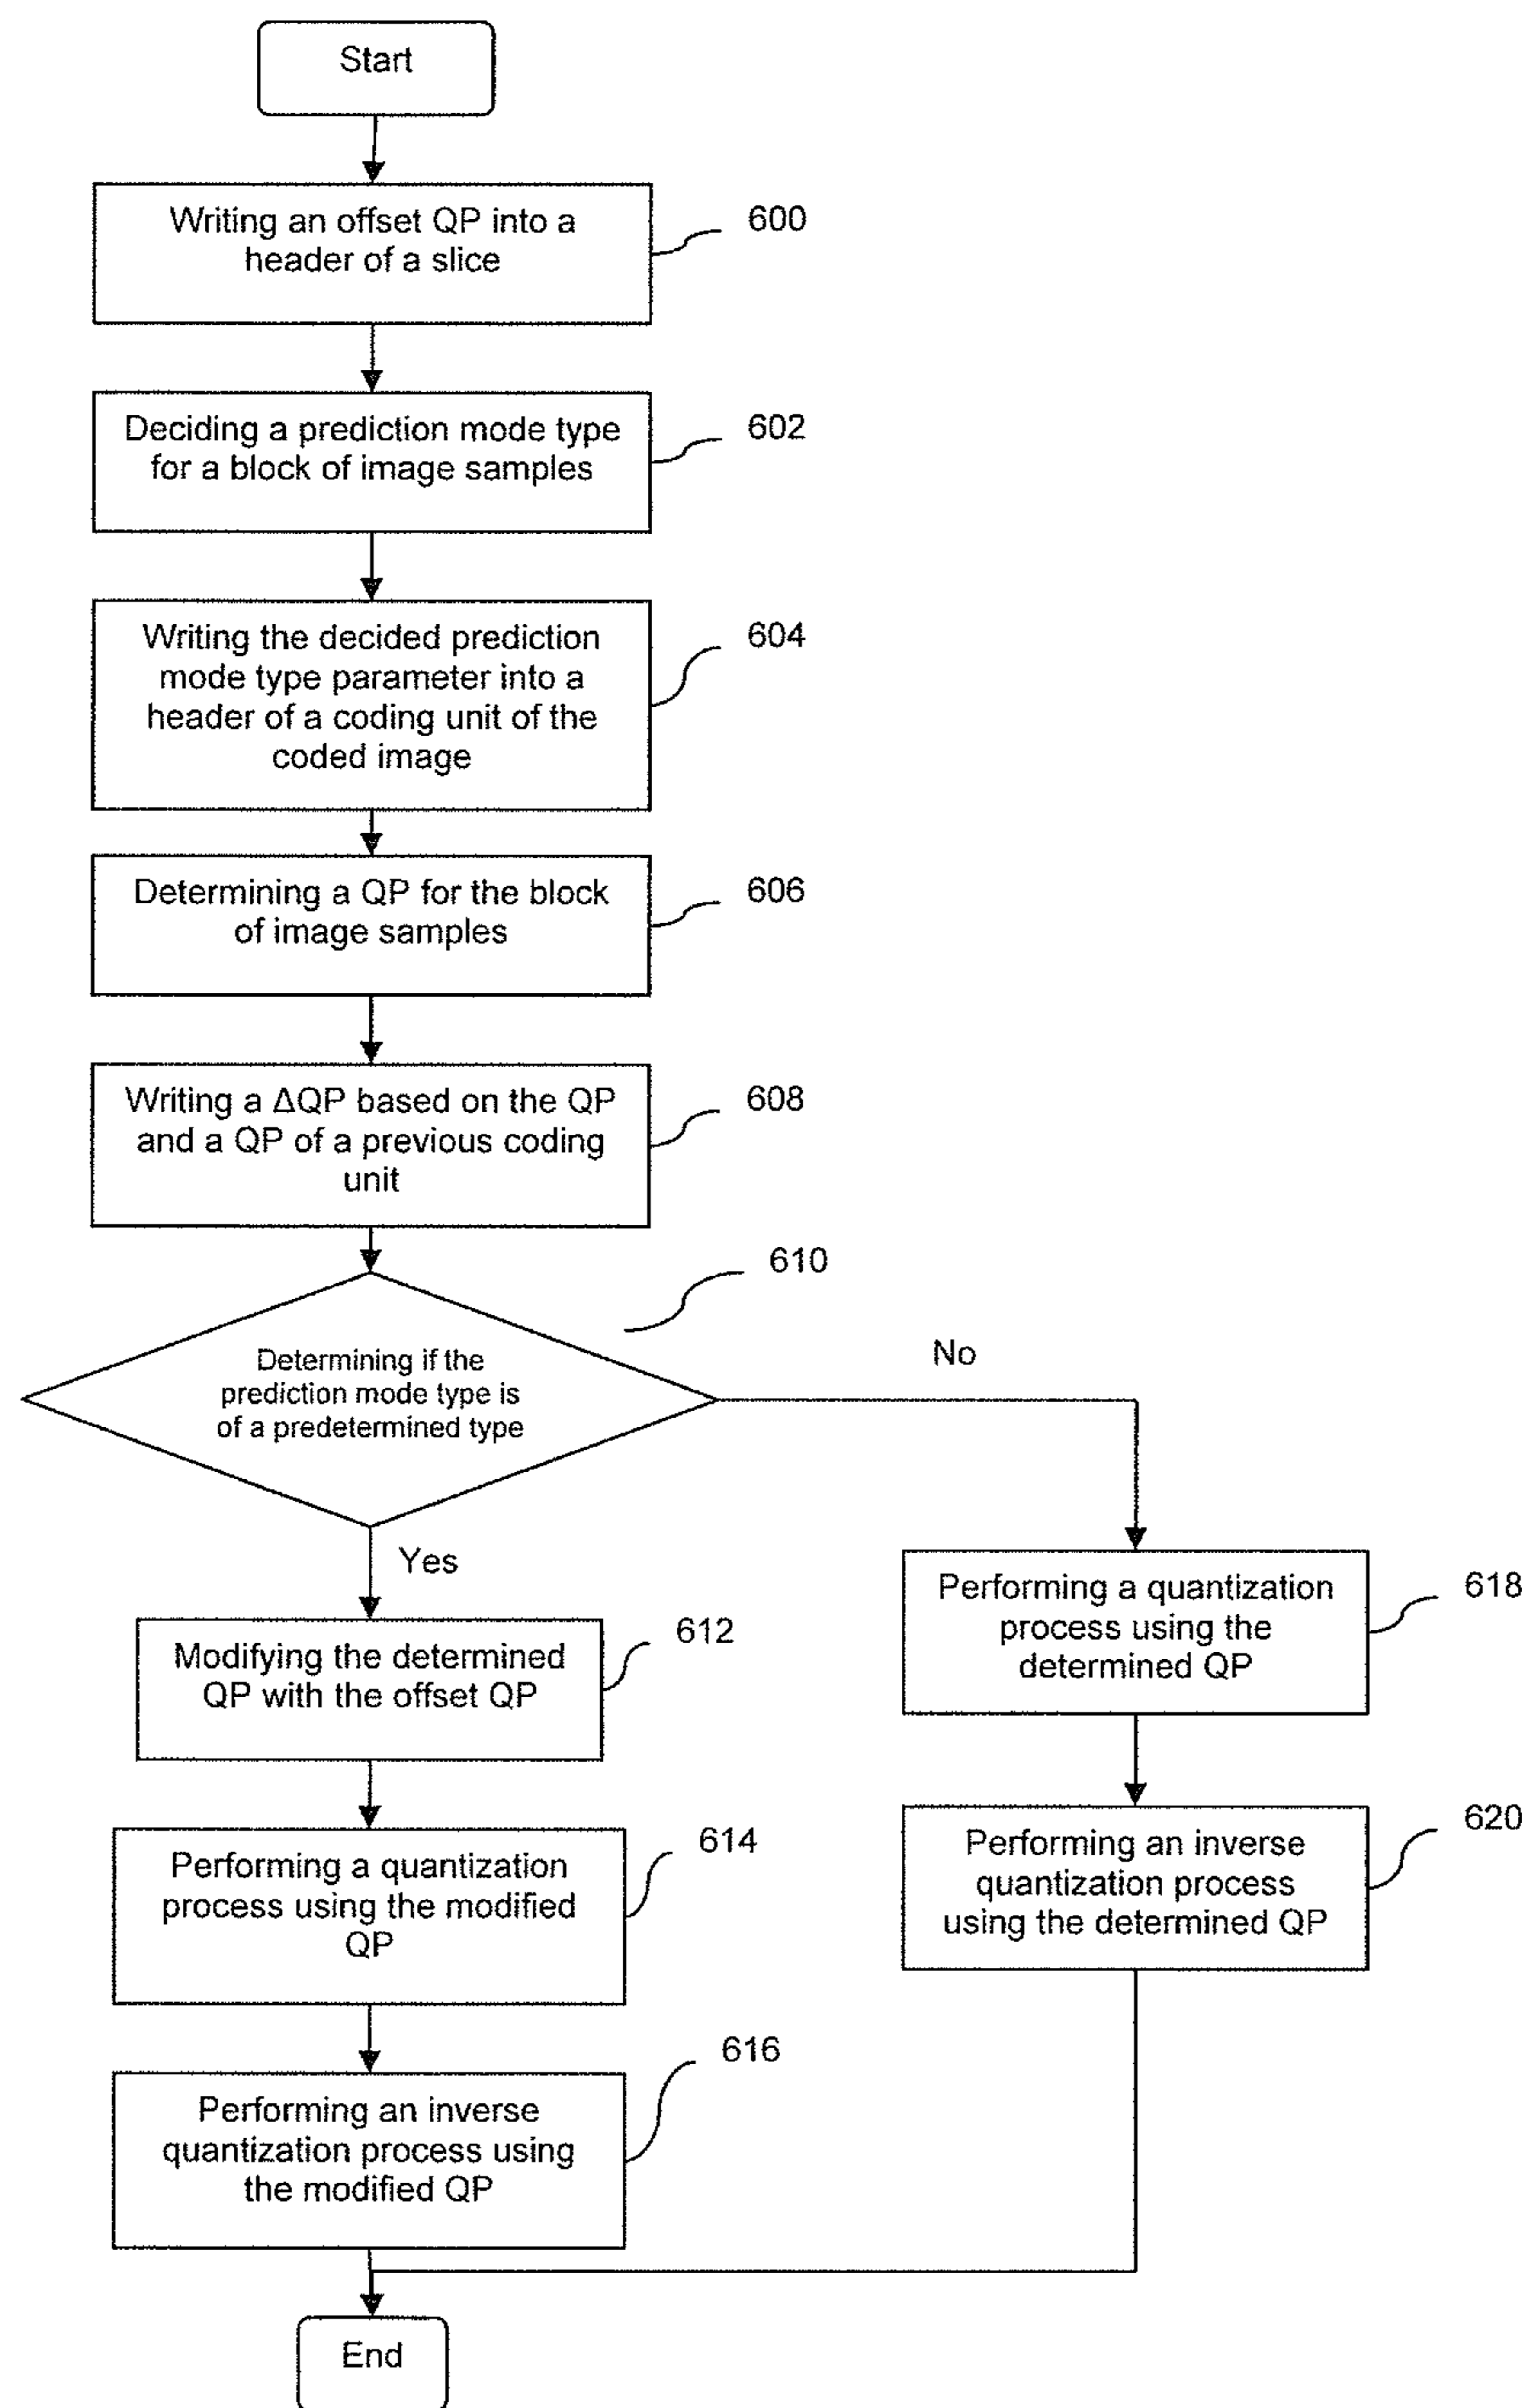 Start
Writing an offset QP into a
header of a slice
600
Deciding a prediction mode type
for a block of image samples
602
Writing the decided prediction
mode type parameter into a
header of a coding unit of the
coded image
604
Determining a QP for the block
of image samples
606
Writing a ΔQP based on the QP
and a QP of a previous coding
unit
608
610
Determining if the
prediction mode type is
of a predetermined type
No
Yes
Modifying the determined
QP with the offset QP
612
Performing a quantization
process using the
determined QP
618
Performing a quantization
process using the modified
QP
614
Performing an inverse
quantization process
using the determined QP
620
Performing an inverse
quantization process using
the modified QP
616
End